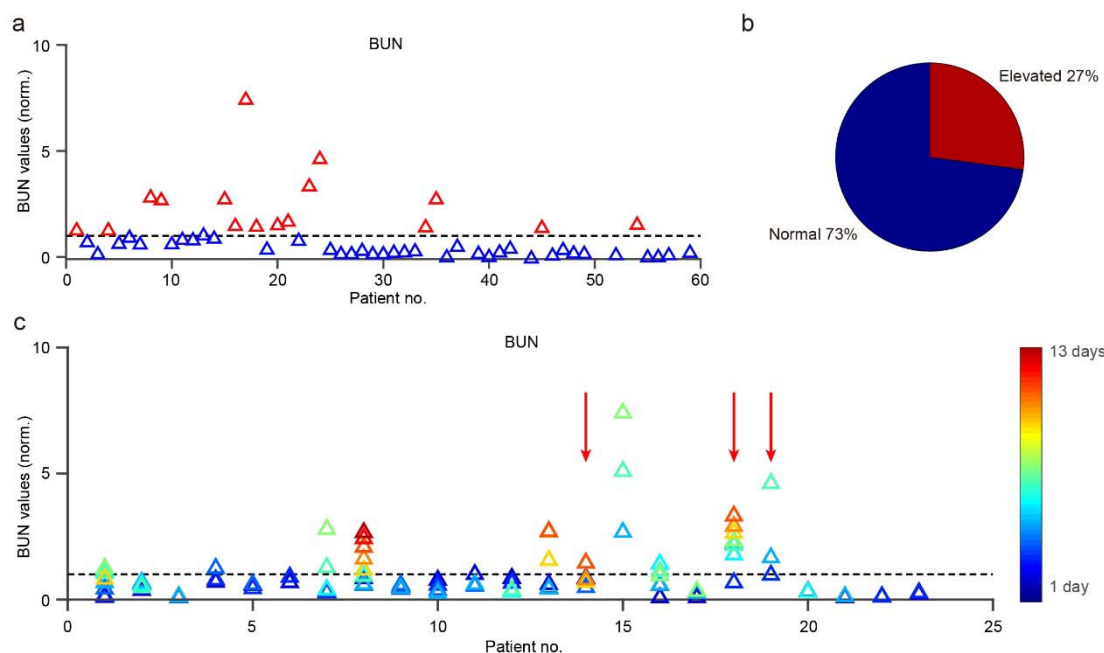 a
BUN
BUN values (norm.)
10
5
0
0 10 20 30 40 50 60
Patient no.
b
Elevated 27%
Normal 73%
c
BUN
BUN values (norm.)
10
5
0
0 5 10 15 20 25
Patient no.
13 days
1 day